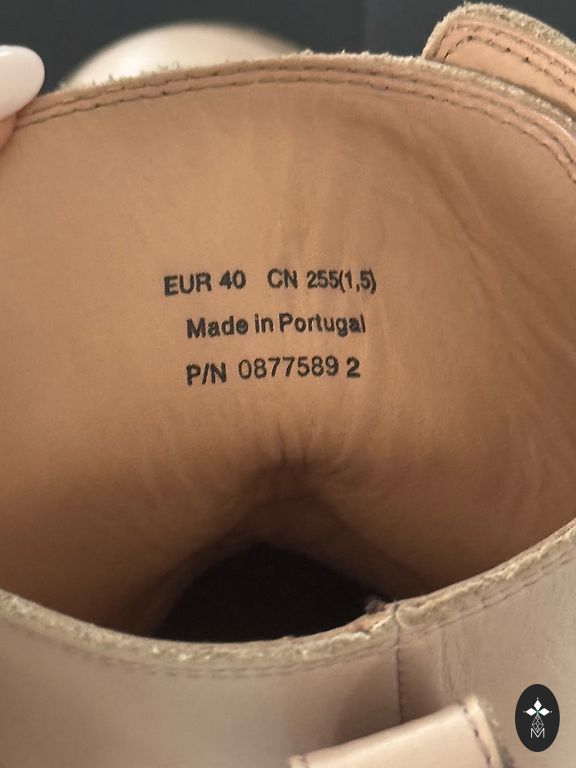 EUR 40 CN 255(1,5)
Made in Portugal
P/N 0877589 2
M